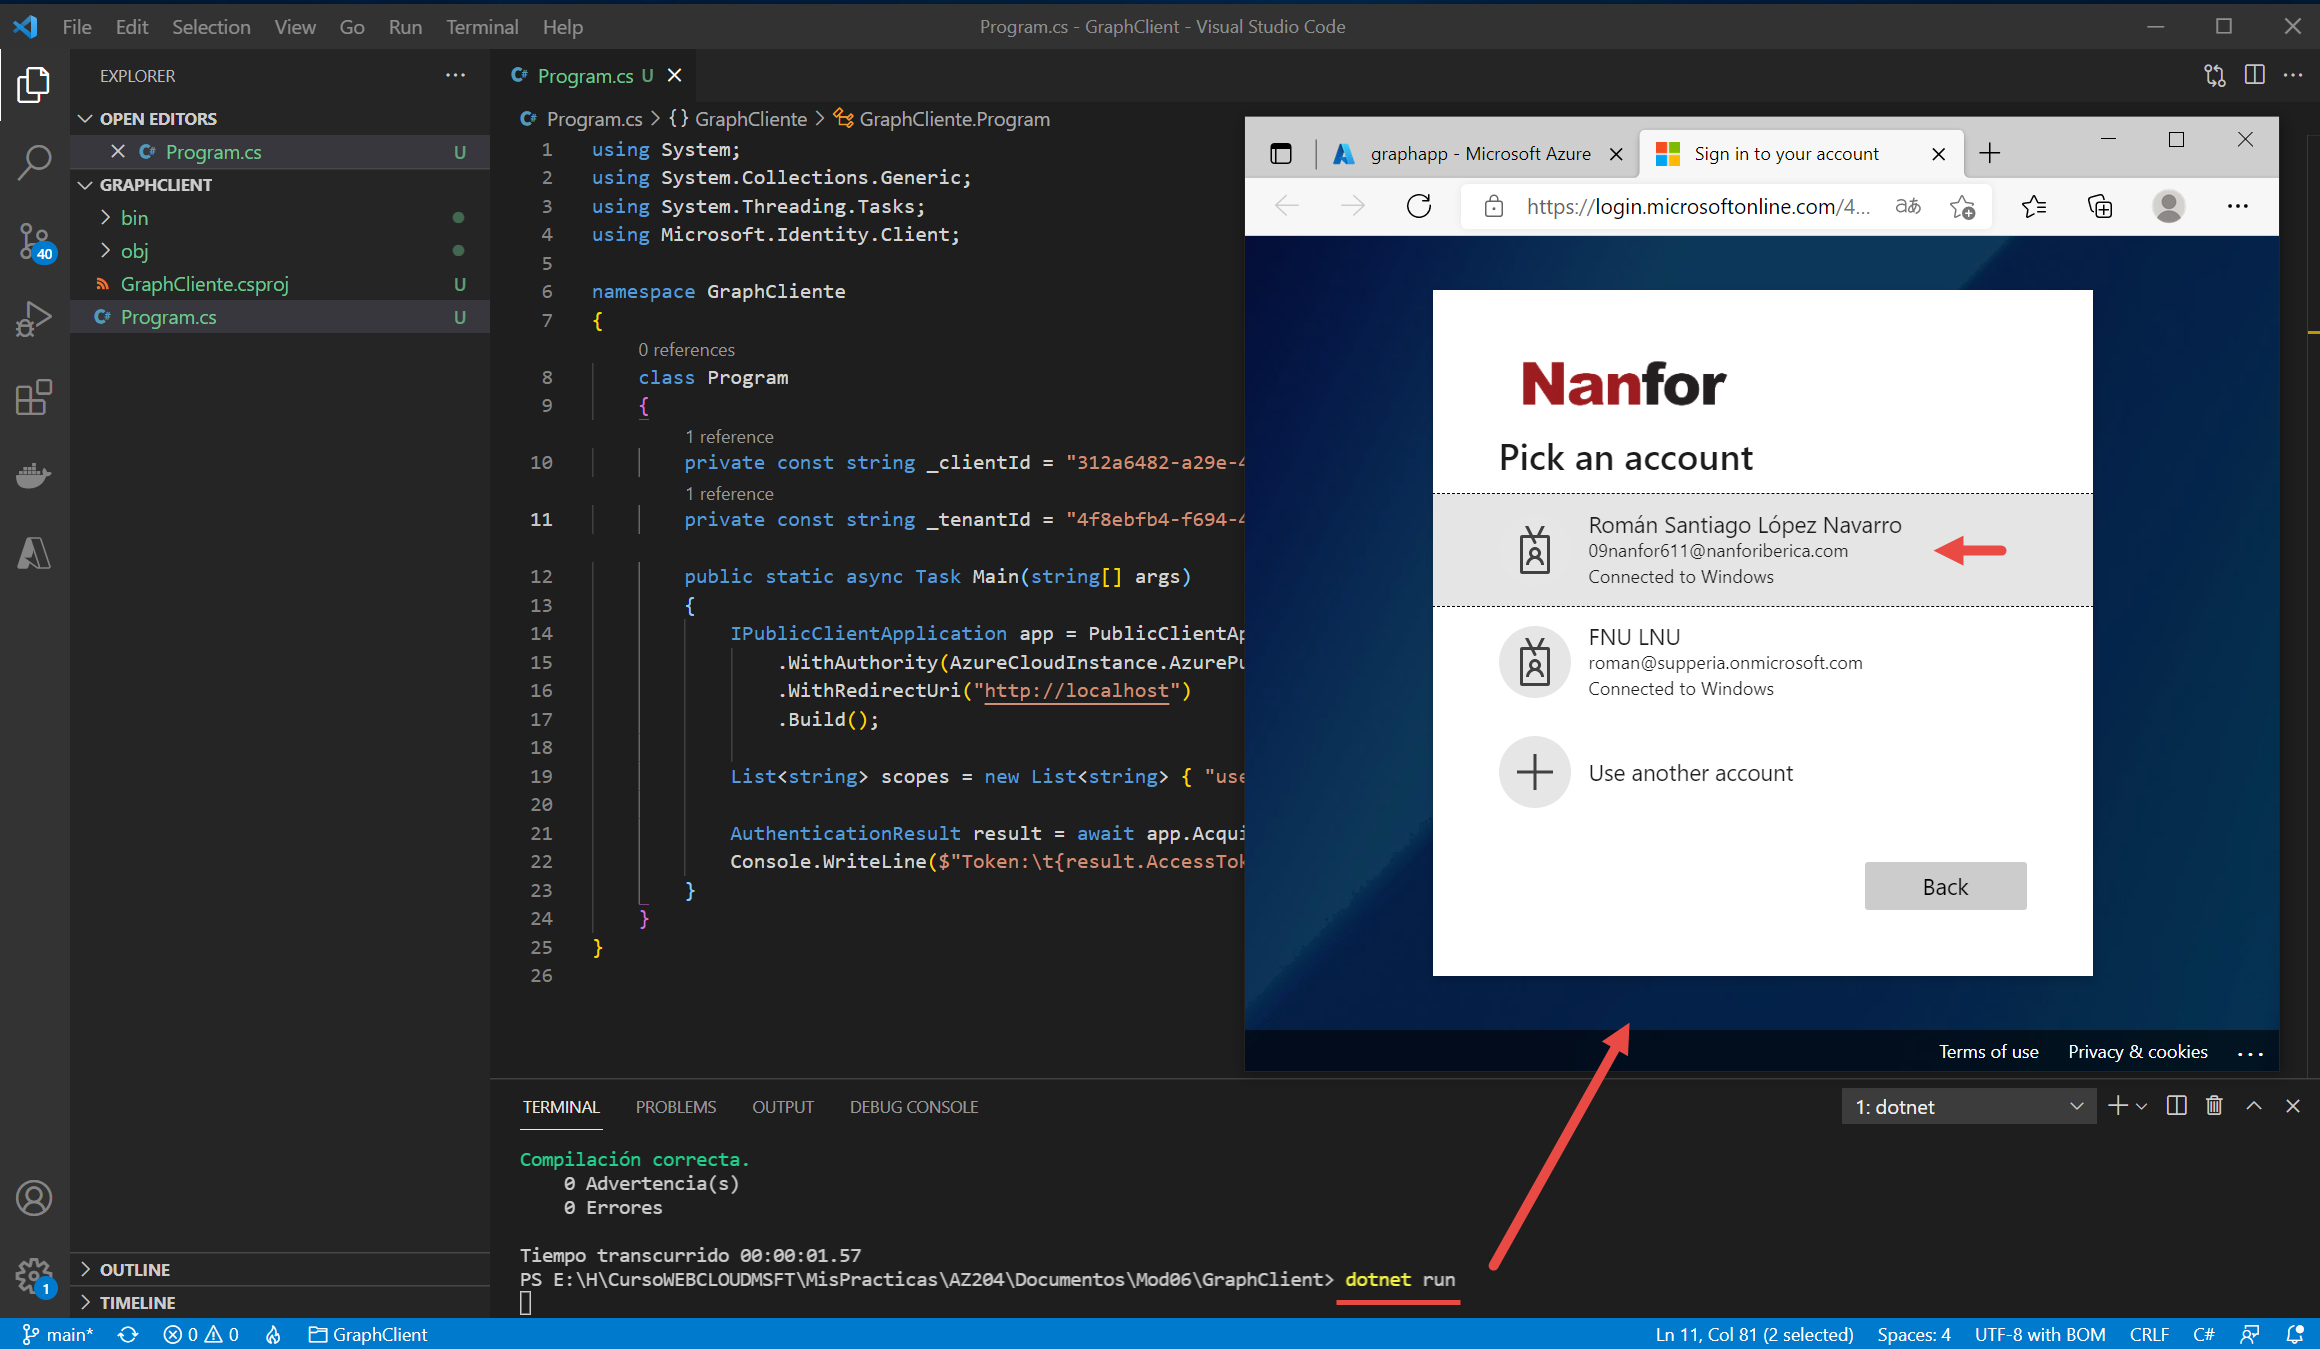 File Edit Selection View Go Run Terminal Help
Program.cs - GraphClient - Visual Studio Code
EXPLORER
OPEN EDITORS
Program.cs U
GRAPHCLIENT
bin
obj
GraphCliente.csproj U
Program.cs U
40
1
OUTLINE
TIMELINE
Program.cs U
Program.cs > {} GraphCliente > GraphCliente.Program
1 using System;
2 using System.Collections.Generic;
3 using System.Threading.Tasks;
4 using Microsoft.Identity.Client;
5
6 namespace GraphCliente
7 {
0 references
8 class Program
9 {
1 reference
10 private const string _clientId = "312a6482-a29e-4
1 reference
11 private const string _tenantId = "4f8ebfb4-f694-4
12 public static async Task Main(string[] args)
13 {
14 IPublicClientApplication app = PublicClientAp
15 .WithAuthority(AzureCloudInstance.AzurePu
16 .WithRedirectUri("http://localhost")
17 .Build();
18
19 List<string> scopes = new List<string> { "use
20
21 AuthenticationResult result = await app.Acqui
22 Console.WriteLine($"Token:\t{result.AccessTok
23 }
24 }
25 }
26
graphapp - Microsoft Azure
Sign in to your account
https://login.microsoftonline.com/4...
aあ
Nanfor
Pick an account
Román Santiago López Navarro
09nanfor611@nanforiberica.com
Connected to Windows
FNU LNU
roman@supperia.onmicrosoft.com
Connected to Windows
Use another account
Back
Terms of use Privacy & cookies ...
TERMINAL PROBLEMS OUTPUT DEBUG CONSOLE
1: dotnet
Compilación correcta.
0 Advertencia(s)
0 Errores
Tiempo transcurrido 00:00:01.57
PS E:\H\CursoWEBCLOUDMSFT\MisPracticas\AZ204\Documentos\Mod06\GraphClient> dotnet run
main* 0 0 GraphClient
Ln 11, Col 81 (2 selected) Spaces: 4 UTF-8 with BOM CRLF C#